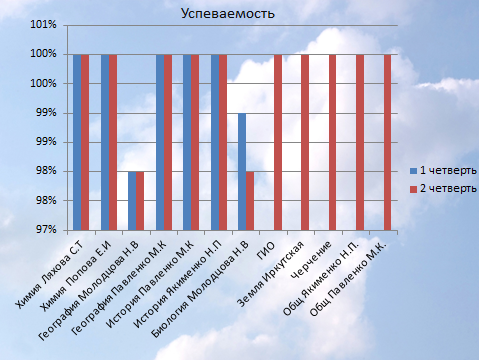 Успеваемость
101%
100%
100%
99%
99%
98%
98%
97%
Химия Ляхова С.Т
Химия Попова Е.И
География Молодцова Н.В
География Павленко М.К
История Павленко М.К
История Якименко Н.П
Биология Молодцова Н.В
ГИО
Земля Иркутская
Черчение
Общ Якименко Н.П.
Общ Павленко М.К.
1 четверть
2 четверть